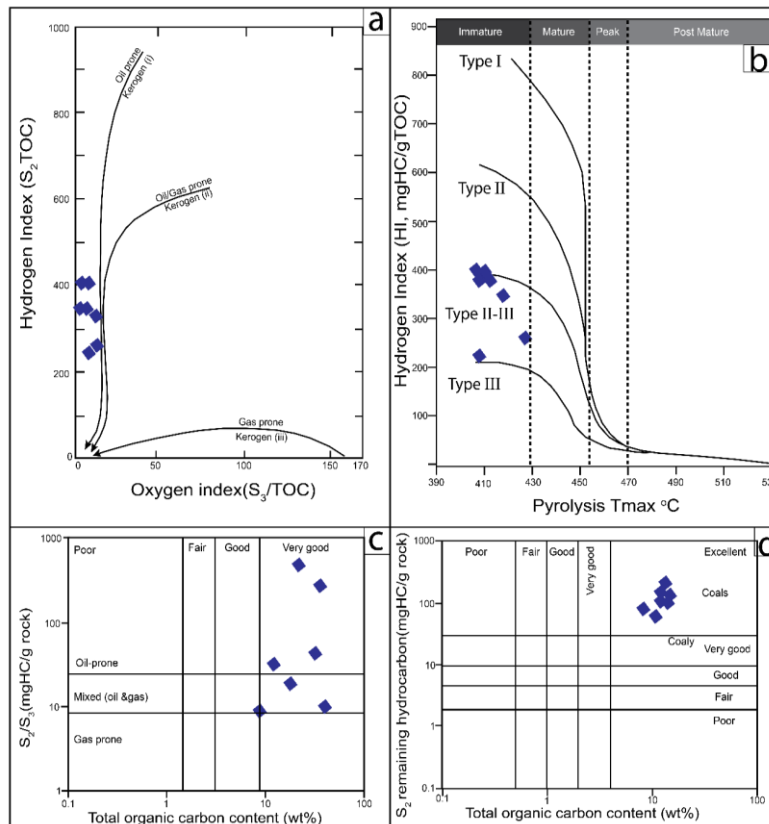 a
1000
800
600
400
200
0
Hydrogen Index (S2TOC)
Oil prone
Kerogen (i)
Oil/Gas prone
Kerogen (ii)
Gas prone
Kerogen (iii)
0
50
100
150
170
Oxygen index(S3/TOC)
b
Immature
Mature
Peak
Post Mature
900
800
700
600
500
400
300
200
100
Hydrogen Index (HI, mgHC/gTOC)
Type I
Type II
Type II-III
Type III
390
410
430
450
470
490
510
530
Pyrolysis Tmax °C
c
1000
100
10
1
0.1
S2/S3(mgHC/g rock)
Poor
Fair
Good
Very good
Oil-prone
Mixed (oil &gas)
Gas prone
0.1
1
10
100
Total organic carbon content (wt%)
d
1000
100
10
1
0.1
S2 remaining hydrocarbon(mgHC/g rock)
Poor
Fair
Good
Very good
Excellent
Coals
Coaly
Very good
Good
Fair
Poor
0.1
1
10
100
Total organic carbon content (wt%)